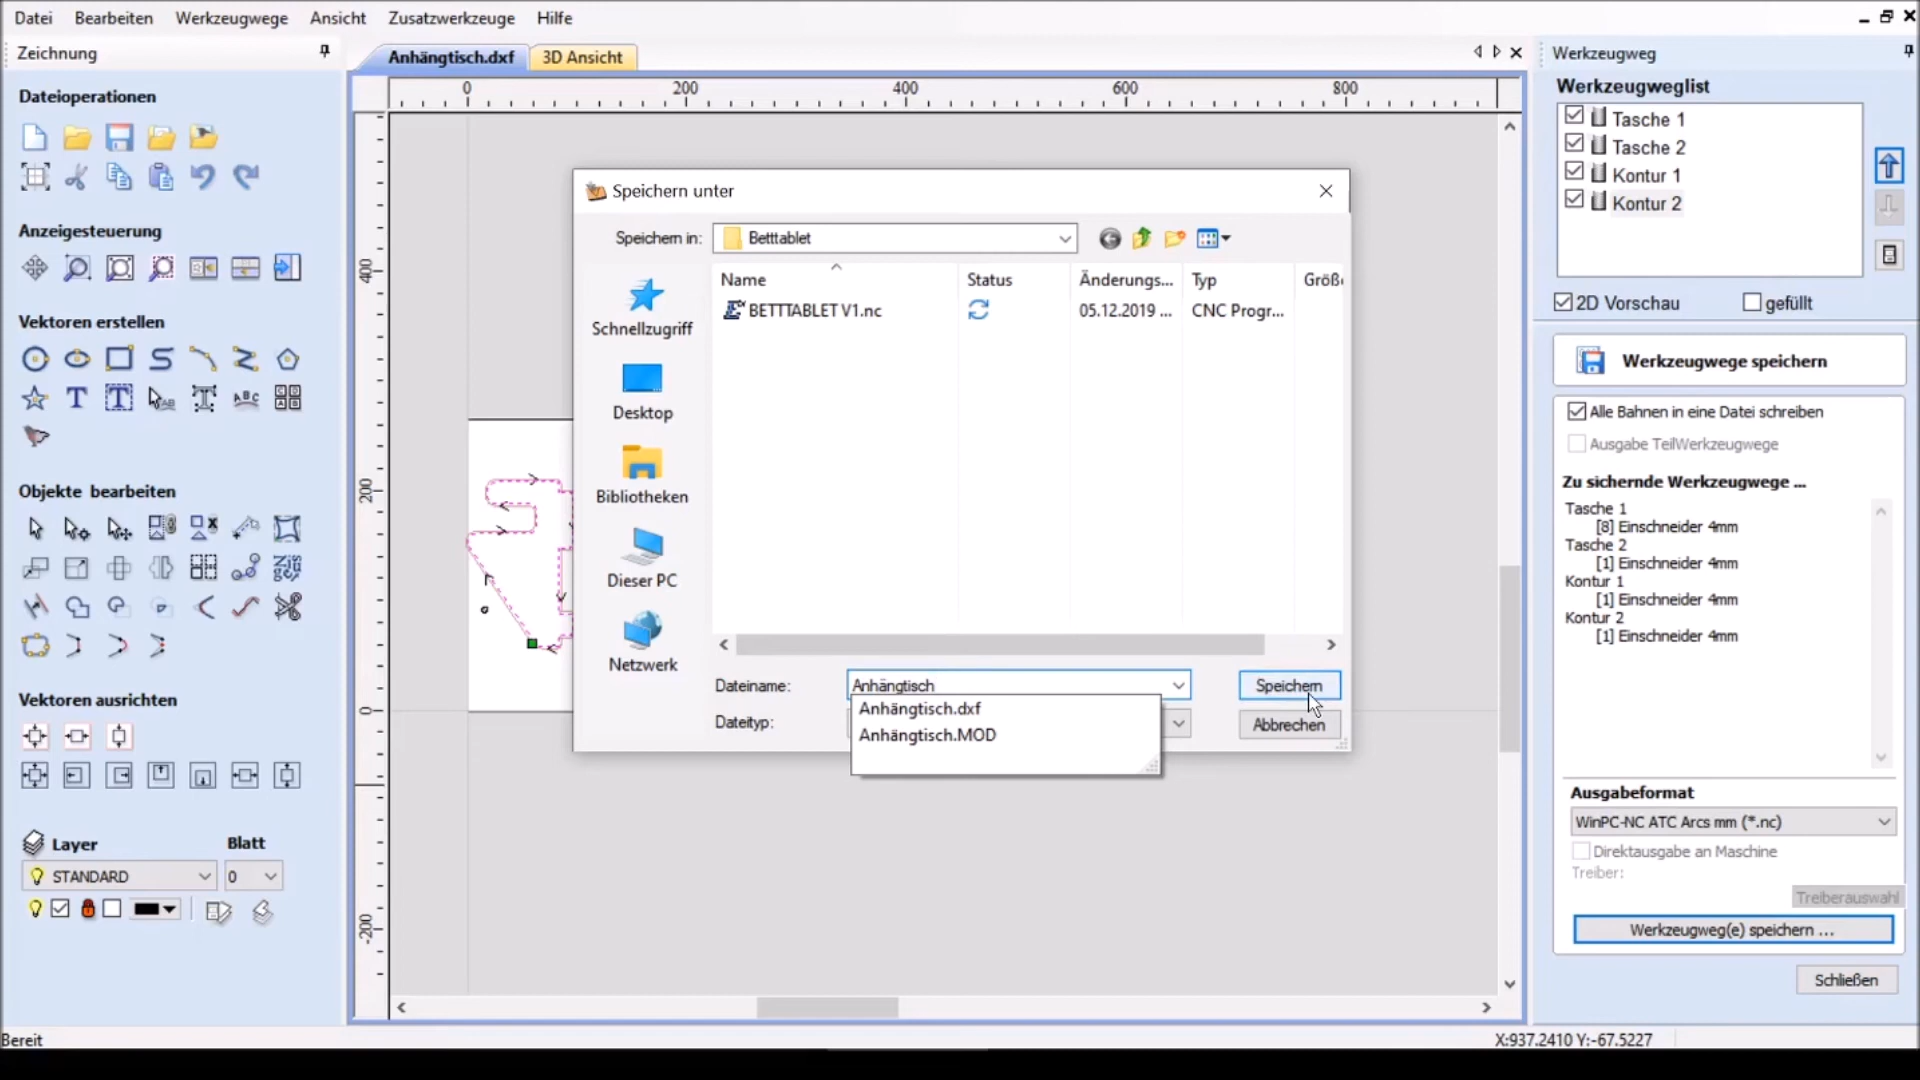 Datei Bearbeiten Werkzeugwege Ansicht Zusatzwerkzeuge Hilfe
Zeichnung
Dateioperationen
Anzeigesteuerung
Vektoren erstellen
Objekte bearbeiten
Vektoren ausrichten
Layer Blatt
STANDARD 0
Bereit
Anhängtisch.dxf 3D Ansicht
0 200 400 600 800
400
200
0
-200
Speichern unter
Speichern in: Betttablet
Schnellzugriff
Desktop
Bibliotheken
Dieser PC
Netzwerk
Name Status Änderungs... Typ
BETTTABLET V1.nc 05.12.2019 ... CNC Progr...
Dateiname: Anhängtisch Speichern
Anhängtisch.dxf
Dateityp: Abbrechen
Anhängtisch.MOD
Werkzeugweg
Werkzeugweglist
Tasche 1
Tasche 2
Kontur 1
Kontur 2
2D Vorschau gefüllt
Werkzeugwege speichern
Alle Bahnen in eine Datei schreiben
Ausgabe TeilWerkzeugwege
Zu sichernde Werkzeugwege ...
Tasche 1
[8] Einschneider 4mm
Tasche 2
[1] Einschneider 4mm
Kontur 1
[1] Einschneider 4mm
Kontur 2
[1] Einschneider 4mm
Ausgabeformat
WinPC-NC ATC Arcs mm (*.nc)
Direktausgabe an Maschine
Treiber:
Treiberauswahl
Werkzeugweg(e) speichern ...
Schließen
X:937.2410 Y:-67.5227